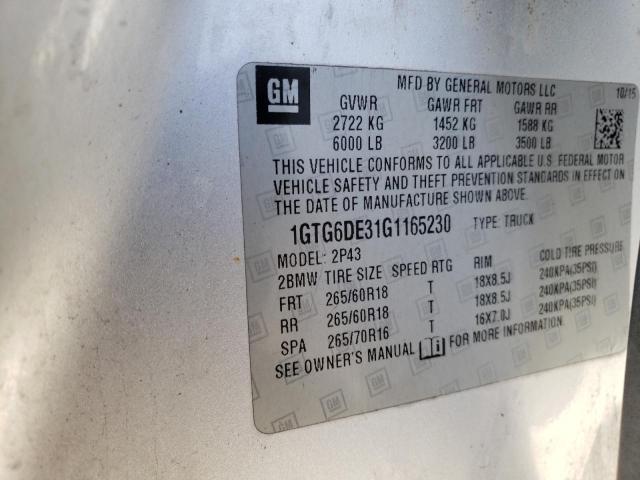 GM
MFD BY GENERAL MOTORS LLC 10/15
GVWR GAWR FRT GAWR RR
2722 KG 1452 KG 1588 KG
6000 LB 3200 LB 3500 LB
THIS VEHICLE CONFORMS TO ALL APPLICABLE U.S. FEDERAL MOTOR
VEHICLE SAFETY AND THEFT PREVENTION STANDARDS IN EFFECT ON
THE DATE OF MANUFACTURE SHOWN ABOVE.
1GTG6DE31G1165230 TYPE: TRUCK
MODEL: 2P43
2BMW TIRE SIZE SPEED RTG RIM COLD TIRE PRESSURE
FRT 265/60R18 T 18X8.5J 240KPA(35PSI)
RR 265/60R18 T 18X8.5J 240KPA(35PSI)
SPA 265/70R16 T 16X7.0J 240KPA(35PSI)
SEE OWNER'S MANUAL FOR MORE INFORMATION.